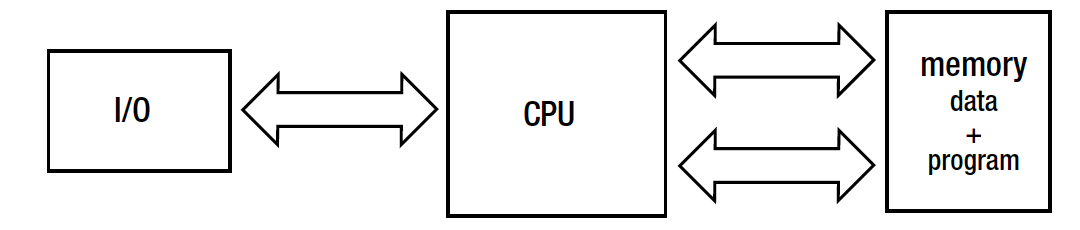 I/O
CPU
memory
data
+
program